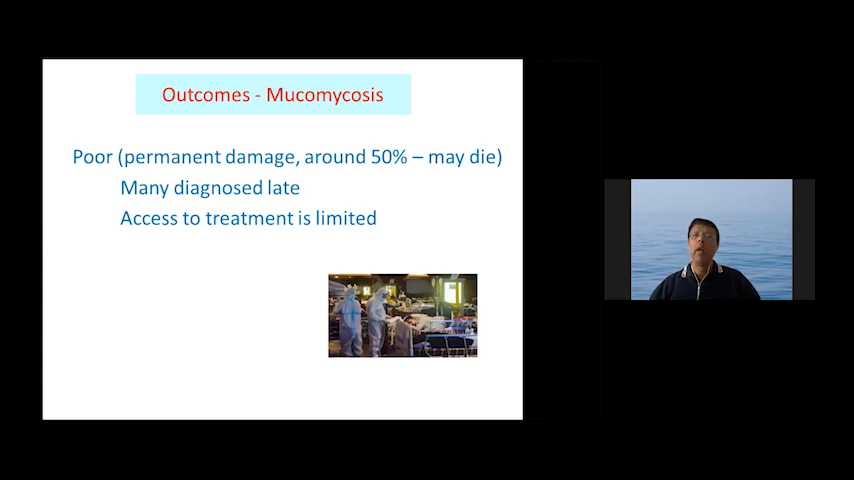 Outcomes - Mucomycosis
Poor (permanent damage, around 50% – may die)
Many diagnosed late
Access to treatment is limited